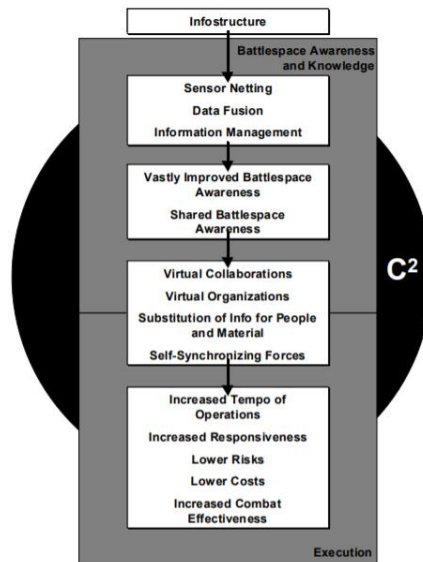 Infostructure
Battlespace Awareness
and Knowledge
Sensor Netting
Data Fusion
Information Management
Vastly Improved Battlespace
Awareness
Shared Battlespace
Awareness
C²
Virtual Collaborations
Virtual Organizations
Substitution of Info for People
and Material
Self-Synchronizing Forces
Increased Tempo of
Operations
Increased Responsiveness
Lower Risks
Lower Costs
Increased Combat
Effectiveness
Execution